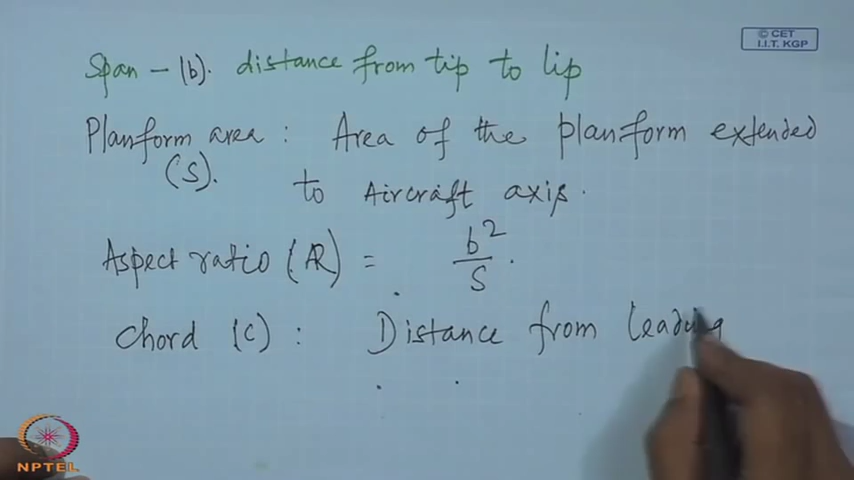 © CET
I.I.T. KGP
Span - (b). distance from tip to lip
Planform area : Area of the planform extended
(S). to Aircraft axis.
Aspect ratio (AR) = b²/S.
Chord (C) : Distance from leading
NPTEL